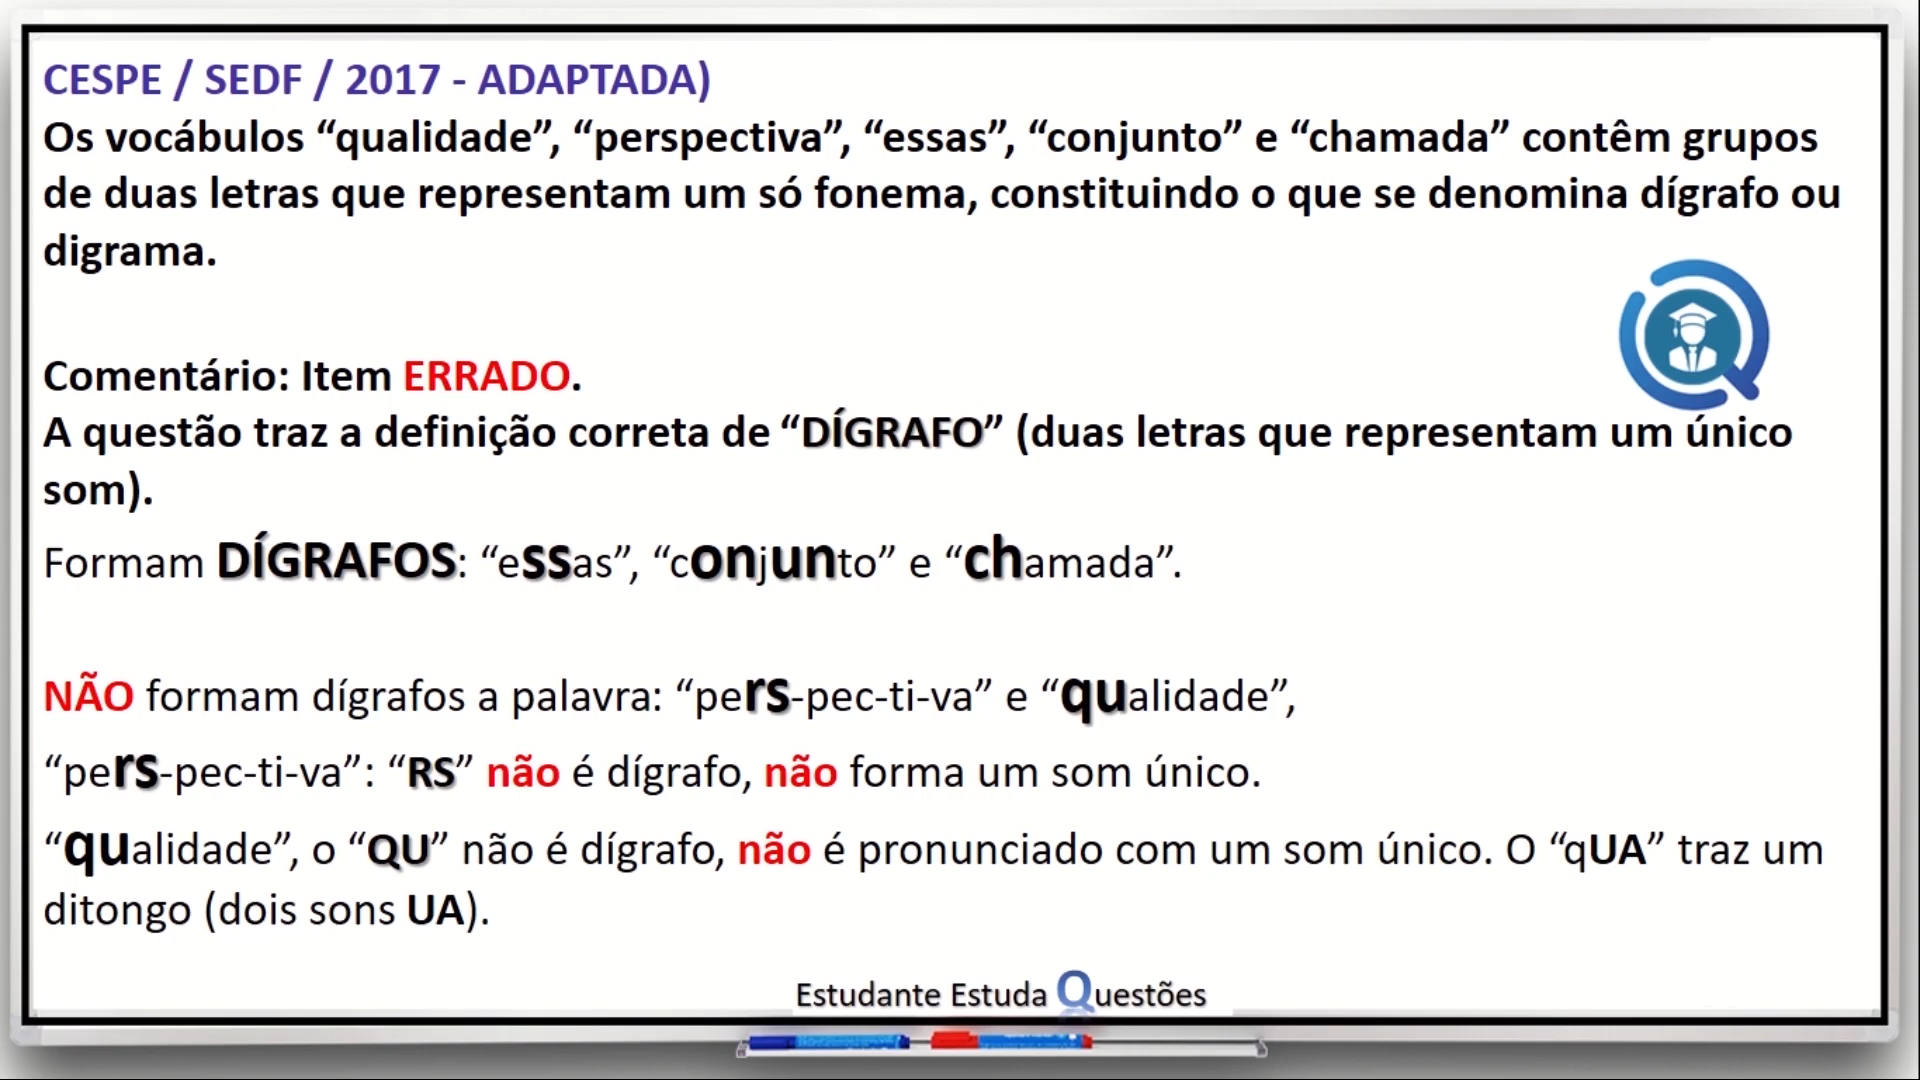 CESPE / SEDF / 2017 - ADAPTADA)
Os vocábulos “qualidade”, “perspectiva”, “essas”, “conjunto” e “chamada” contêm grupos
de duas letras que representam um só fonema, constituindo o que se denomina dígrafo ou
digrama.
Comentário: Item ERRADO.
A questão traz a definição correta de “DÍGRAFO” (duas letras que representam um único
som).
Formam DÍGRAFOS: “essas”, “conjunto” e “chamada”.
NÃO formam dígrafos a palavra: “pers-pec-ti-va” e “qualidade”,
“pers-pec-ti-va”: “RS” não é dígrafo, não forma um som único.
“qualidade”, o “QU” não é dígrafo, não é pronunciado com um som único. O “qUA” traz um
ditongo (dois sons UA).
Estudante Estuda Questões